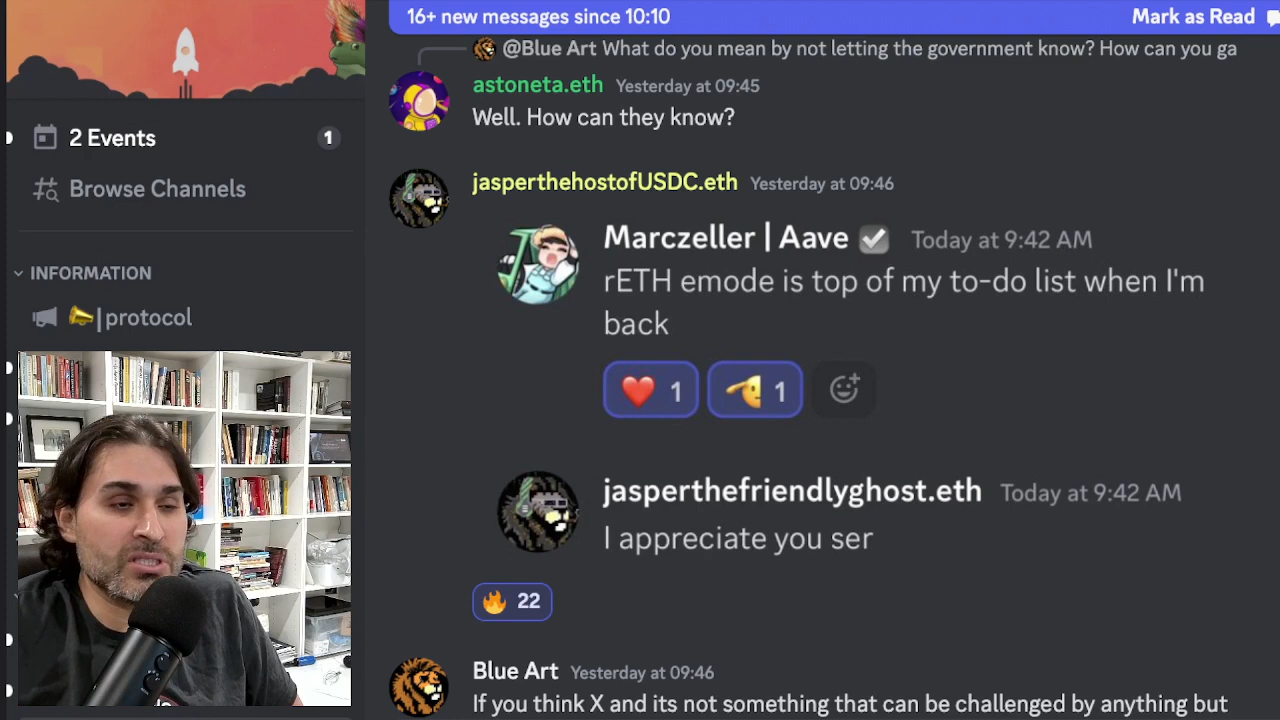 16+ new messages since 10:10
Mark as Read
@Blue Art What do you mean by not letting the government know? How can you ga
astoneta.eth Yesterday at 09:45
Well. How can they know?
2 Events 1
Browse Channels
INFORMATION
protocol
jasperthehostofUSDC.eth Yesterday at 09:46
Marczeller | Aave Today at 9:42 AM
rETH emode is top of my to-do list when I'm
back
1 1
jasperthefriendlyghost.eth Today at 9:42 AM
I appreciate you ser
22
Blue Art Yesterday at 09:46
If you think X and its not something that can be challenged by anything but